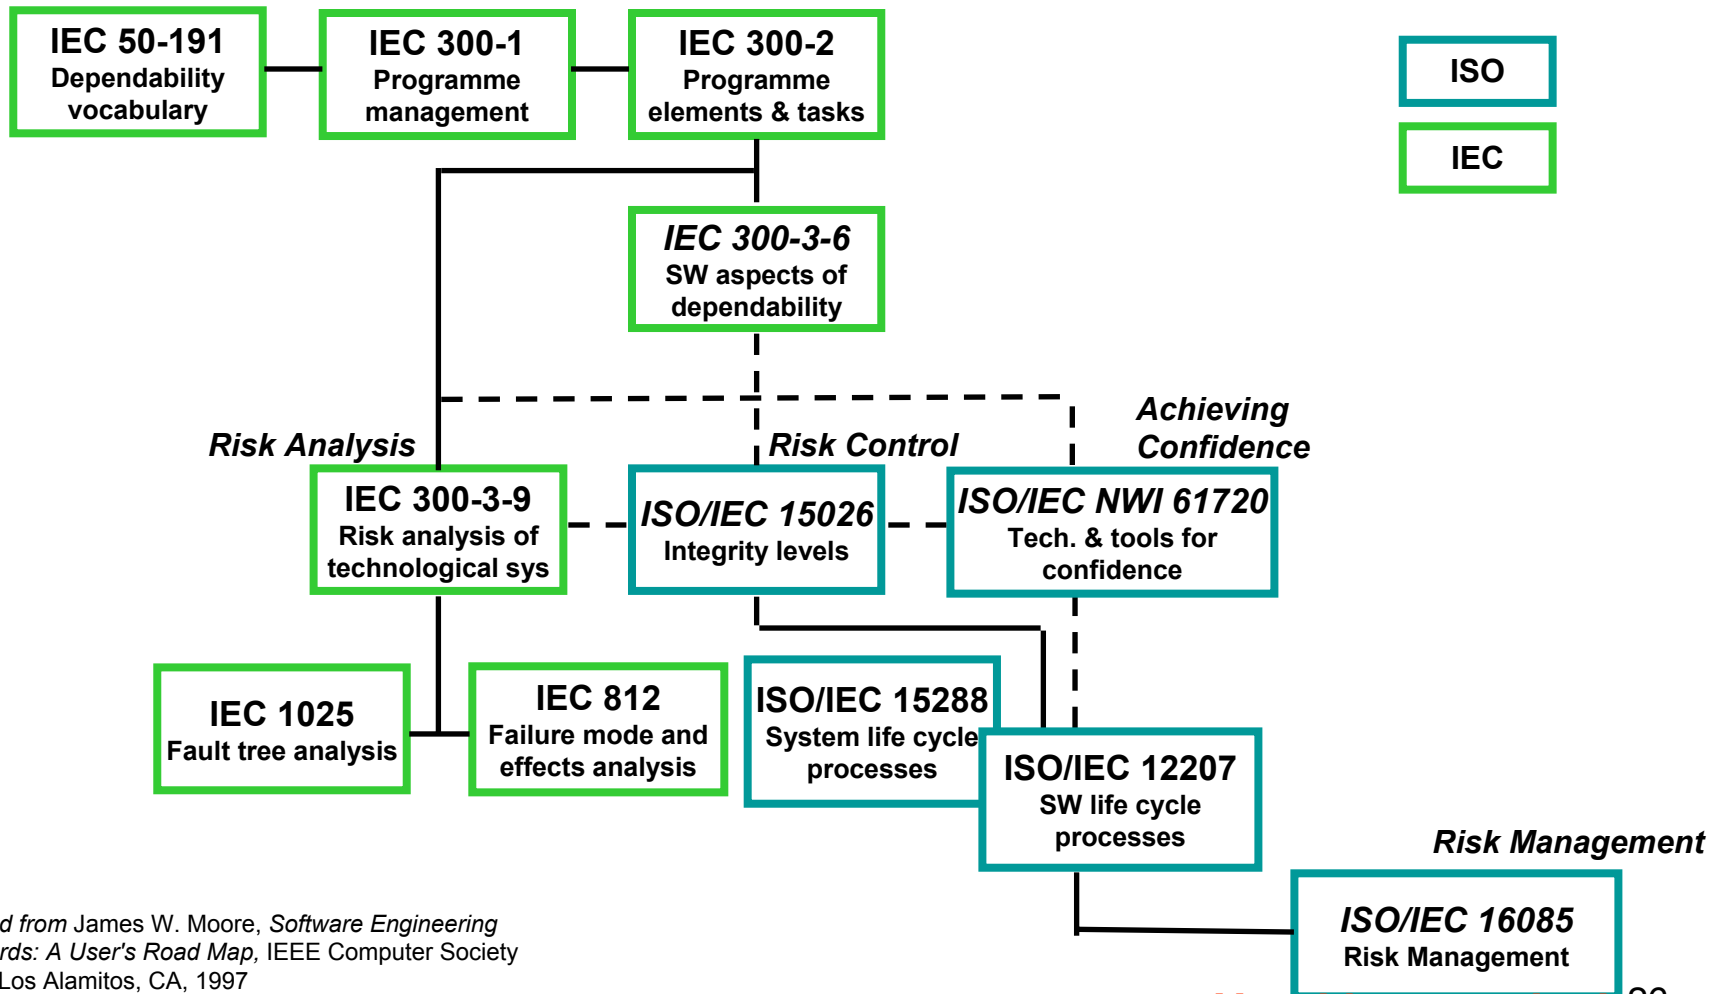 IEC 50-191
Dependability
vocabulary
IEC 300-1
Programme
management
IEC 300-2
Programme
elements & tasks
ISO
IEC
IEC 300-3-6
SW aspects of
dependability
Risk Analysis
Risk Control
Achieving
Confidence
IEC 300-3-9
Risk analysis of
technological sys
ISO/IEC 15026
Integrity levels
ISO/IEC NWI 61720
Tech. & tools for
confidence
IEC 1025
Fault tree analysis
IEC 812
Failure mode and
effects analysis
ISO/IEC 15288
System life cycle
processes
ISO/IEC 12207
SW life cycle
processes
Risk Management
ISO/IEC 16085
Risk Management
d from James W. Moore, Software Engineering
rds: A User's Road Map, IEEE Computer Society
Los Alamitos, CA, 1997